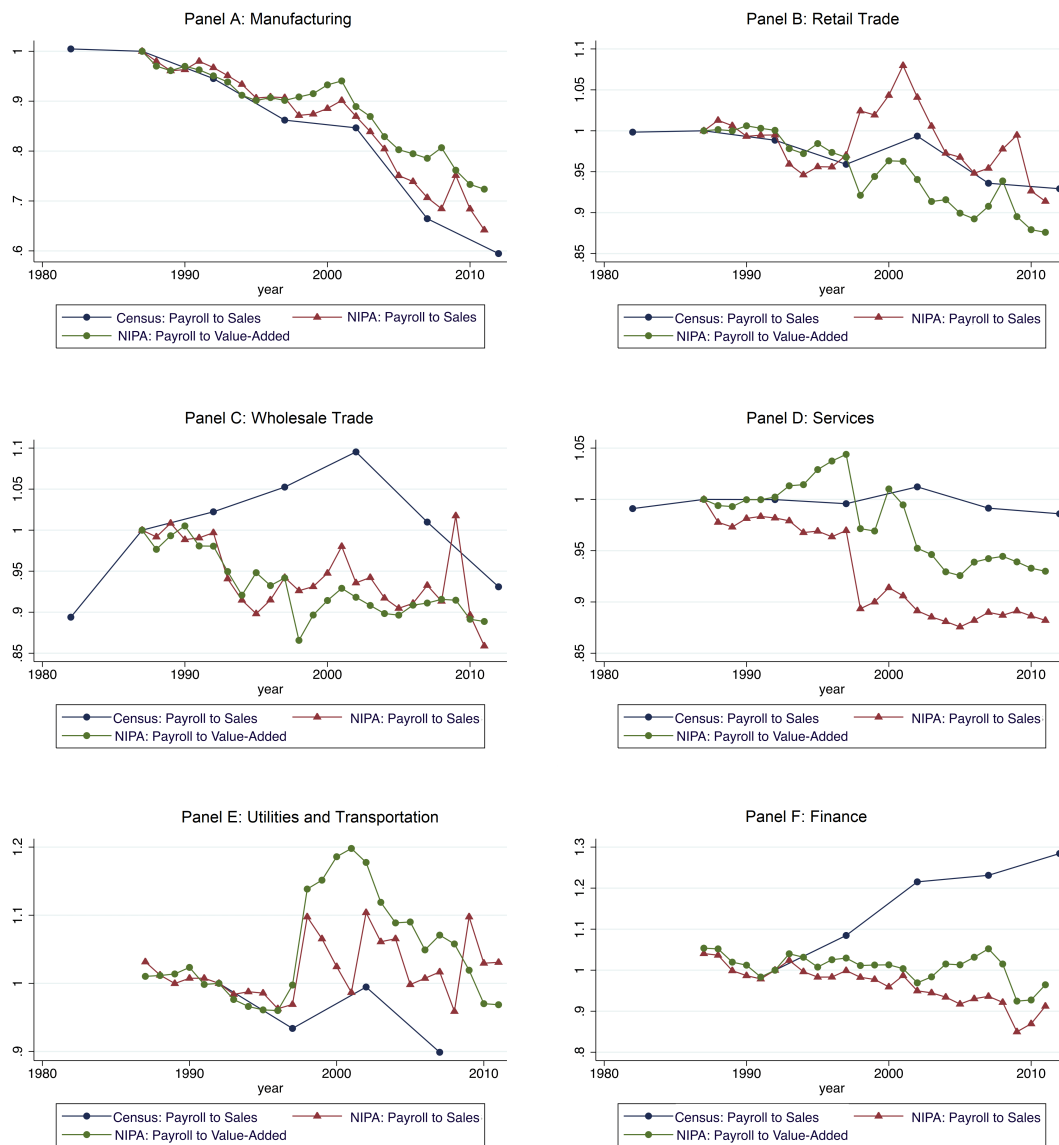 Panel A: Manufacturing
1
.9
.8
.7
.6
1980 1990 2000 2010
year
Census: Payroll to Sales NIPA: Payroll to Sales
NIPA: Payroll to Value-Added
Panel B: Retail Trade
1.1
1.05
1
.95
.9
.85
1980 1990 2000 2010
year
Census: Payroll to Sales NIPA: Payroll to Sales
NIPA: Payroll to Value-Added
Panel C: Wholesale Trade
1.1
1.05
1
.95
.9
.85
1980 1990 2000 2010
year
Census: Payroll to Sales NIPA: Payroll to Sales
NIPA: Payroll to Value-Added
Panel D: Services
1.05
1
.95
.9
.85
1980 1990 2000 2010
year
Census: Payroll to Sales NIPA: Payroll to Sales
NIPA: Payroll to Value-Added
Panel E: Utilities and Transportation
1.2
1.1
1
.9
1980 1990 2000 2010
year
Census: Payroll to Sales NIPA: Payroll to Sales
NIPA: Payroll to Value-Added
Panel F: Finance
1.3
1.2
1.1
1
.9
.8
1980 1990 2000 2010
year
Census: Payroll to Sales NIPA: Payroll to Sales
NIPA: Payroll to Value-Added